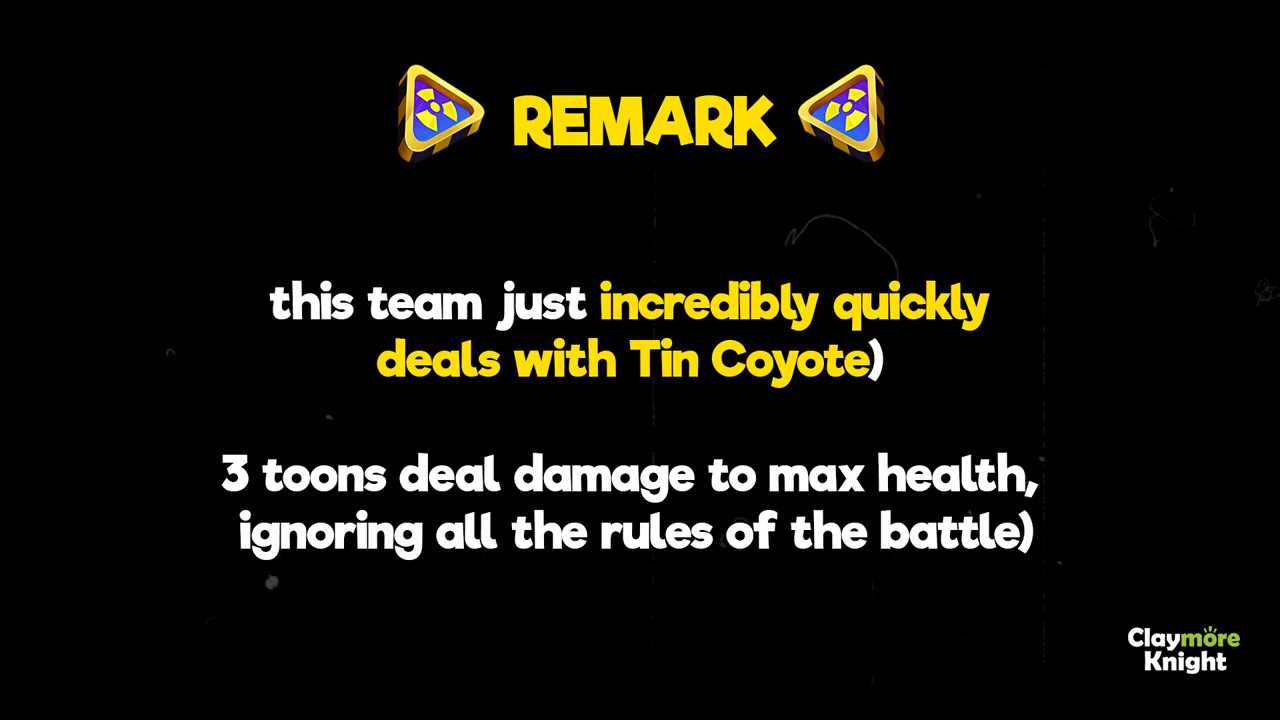 REMARK
this team just incredibly quickly
deals with Tin Coyote)
3 toons deal damage to max health,
ignoring all the rules of the battle)
Claymore
Knight